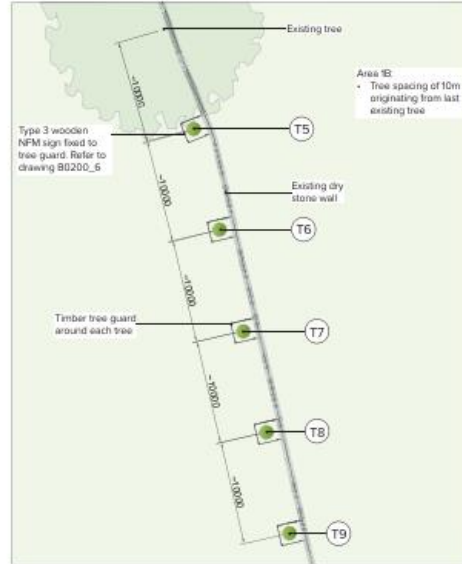 Existing tree
Area 1B:
• Tree spacing of 10m
originating from last
existing tree
~10000
T5
Type 3 wooden
NFM sign fixed to
tree guard. Refer to
drawing B0200_6
Existing dry
stone wall
~10000
T6
~10000
Timber tree guard
around each tree
T7
~10000
T8
~10000
T9